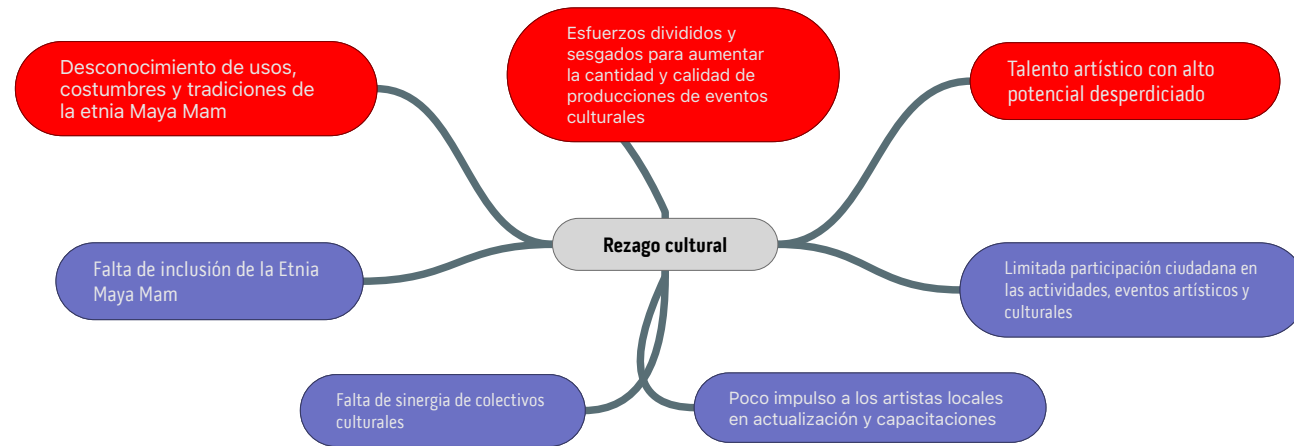 Desconocimiento de usos,
costumbres y tradiciones de
la etnia Maya Mam
Esfuerzos divididos y
sesgados para aumentar
la cantidad y calidad de
producciones de eventos
culturales
Talento artístico con alto
potencial desperdiciado
Rezago cultural
Falta de inclusión de la Etnia
Maya Mam
Limitada participación ciudadana en
las actividades, eventos artísticos y
culturales
Falta de sinergia de colectivos
culturales
Poco impulso a los artistas locales
en actualización y capacitaciones